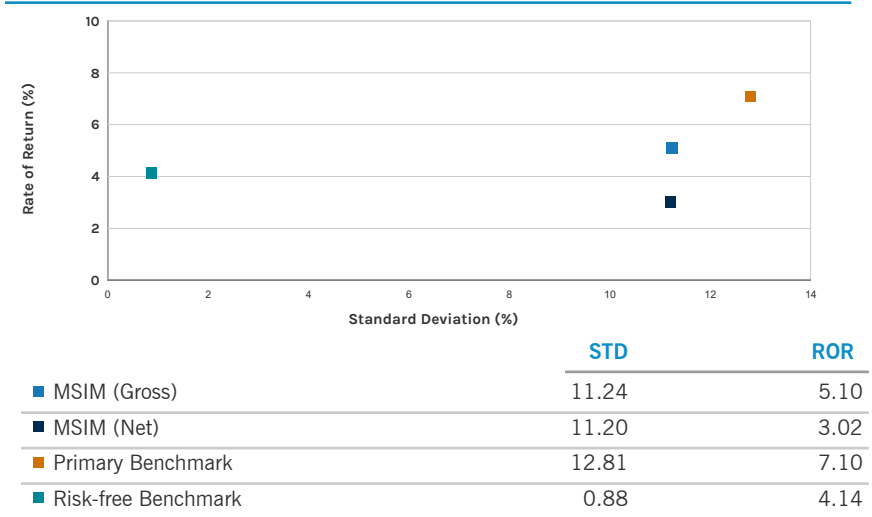 10
8
6
4
2
0
Rate of Return (%)
0 2 4 6 8 10 12 14
Standard Deviation (%)
STD ROR
MSIM (Gross) 11.24 5.10
MSIM (Net) 11.20 3.02
Primary Benchmark 12.81 7.10
Risk-free Benchmark 0.88 4.14